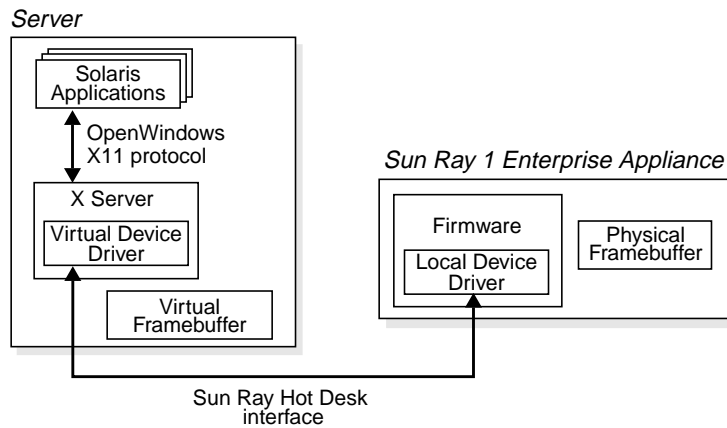 Server
Solaris
Applications
OpenWindows
X11 protocol
X Server
Virtual Device
Driver
Virtual
Framebuffer
Sun Ray 1 Enterprise Appliance
Firmware
Local Device
Driver
Physical
Framebuffer
Sun Ray Hot Desk
interface